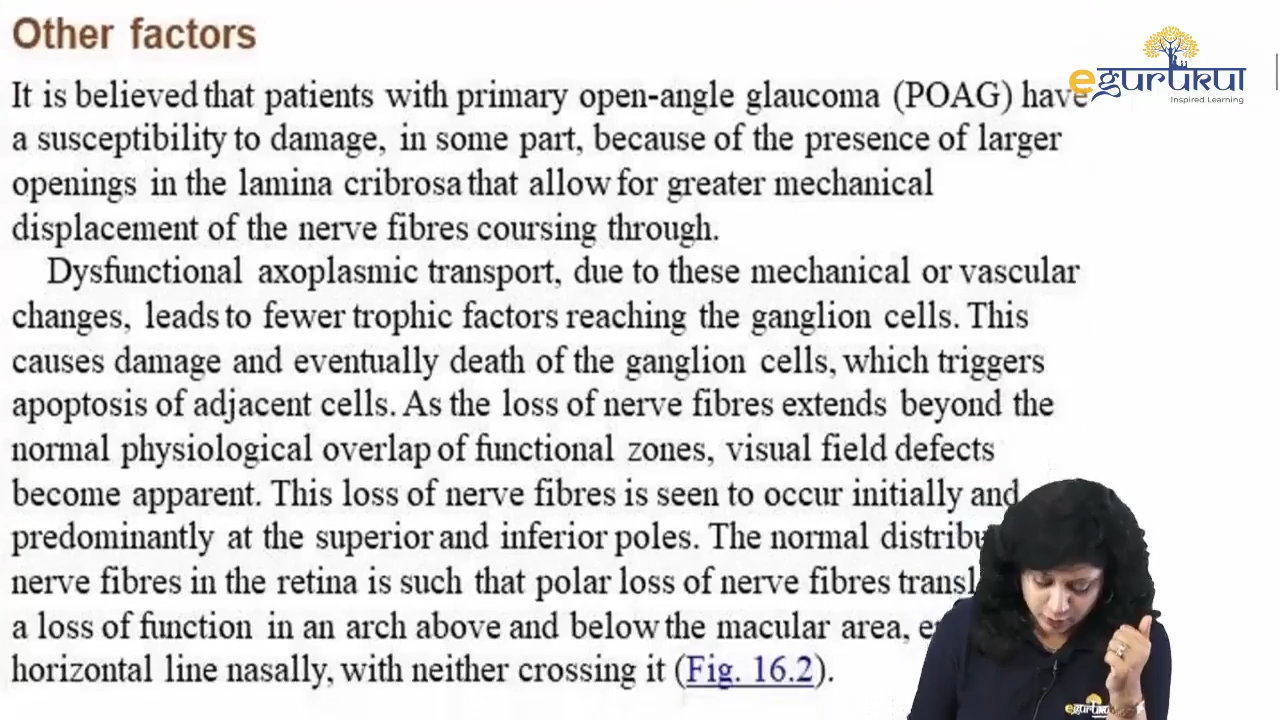 Other factors
egurukul
Inspired Learning
It is believed that patients with primary open-angle glaucoma (POAG) have
a susceptibility to damage, in some part, because of the presence of larger
openings in the lamina cribrosa that allow for greater mechanical
displacement of the nerve fibres coursing through.
Dysfunctional axoplasmic transport, due to these mechanical or vascular
changes, leads to fewer trophic factors reaching the ganglion cells. This
causes damage and eventually death of the ganglion cells, which triggers
apoptosis of adjacent cells. As the loss of nerve fibres extends beyond the
normal physiological overlap of functional zones, visual field defects
become apparent. This loss of nerve fibres is seen to occur initially and
predominantly at the superior and inferior poles. The normal
nerve fibres in the retina is such that polar loss of nerve fibres
a loss of function in an arch above and below the macular area,
horizontal line nasally, with neither crossing it (Fig. 16.2).
egurukul